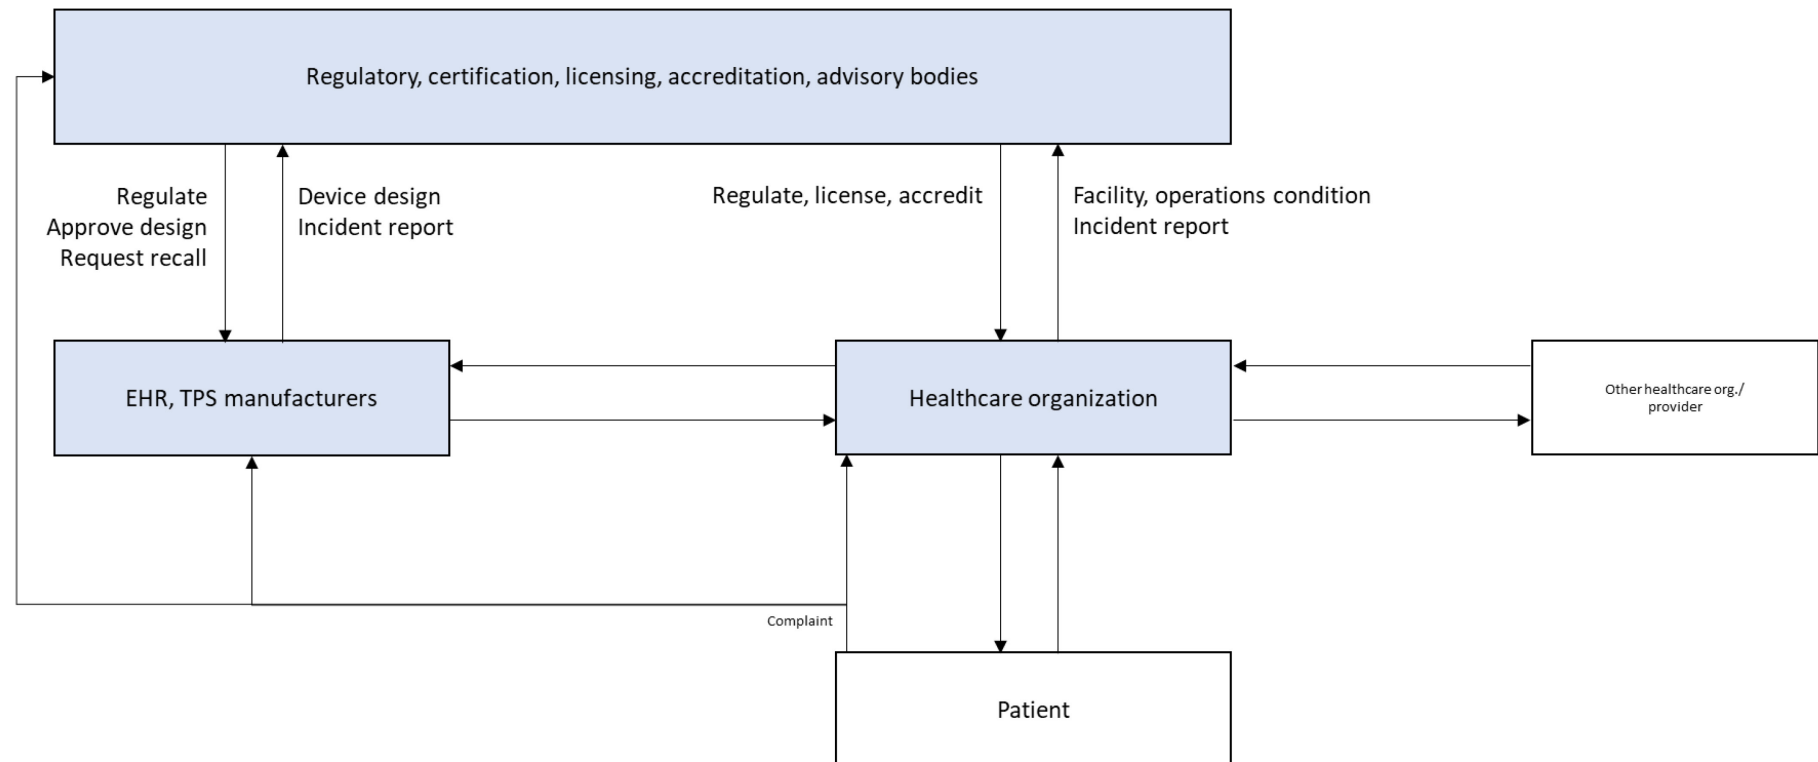 Regulatory, certification, licensing, accreditation, advisory bodies
Regulate
Approve design
Request recall
Device design
Incident report
Regulate, license, accredit
Facility, operations condition
Incident report
EHR, TPS manufacturers
Healthcare organization
Other healthcare org./
provider
Complaint
Patient